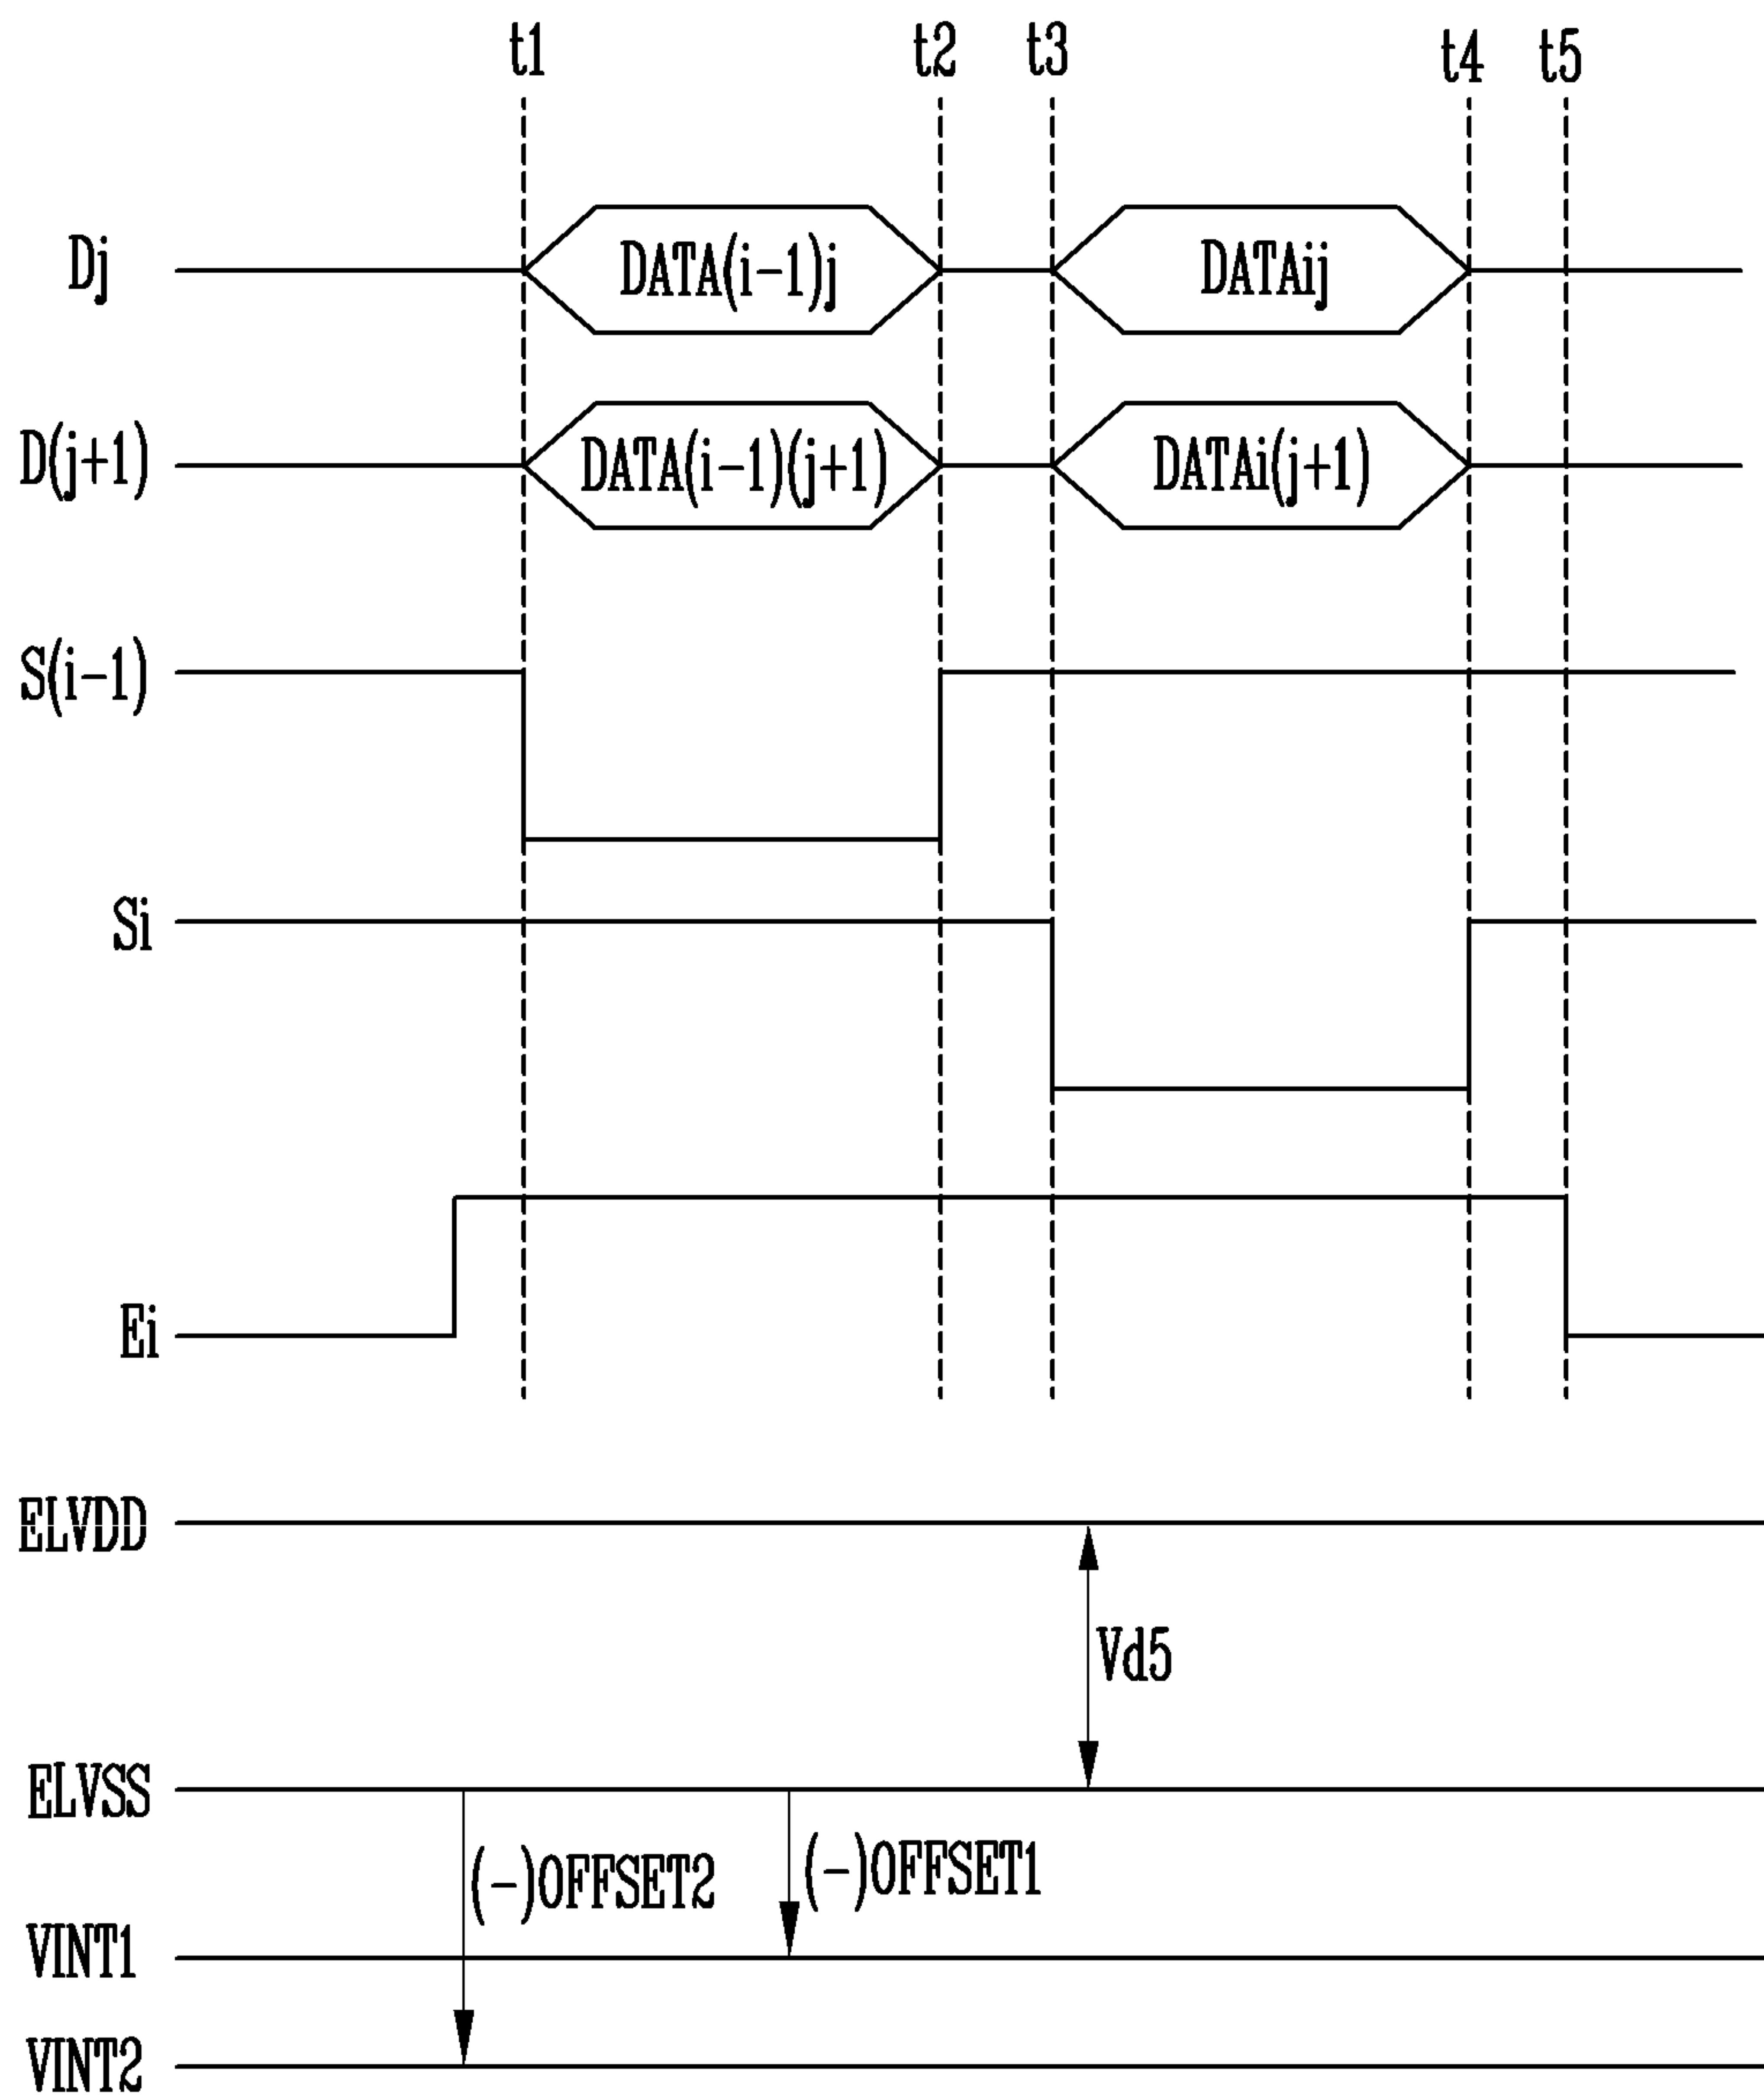 t1 t2 t3 t4 t5
Dj DATA(i-1)j DATAij
D(j+1) DATA(i-1)(j+1) DATAi(j+1)
S(i-1)
Si
Ei
ELVDD
Vd5
ELVSS
(-)OFFSET2 (-)OFFSET1
VINT1
VINT2